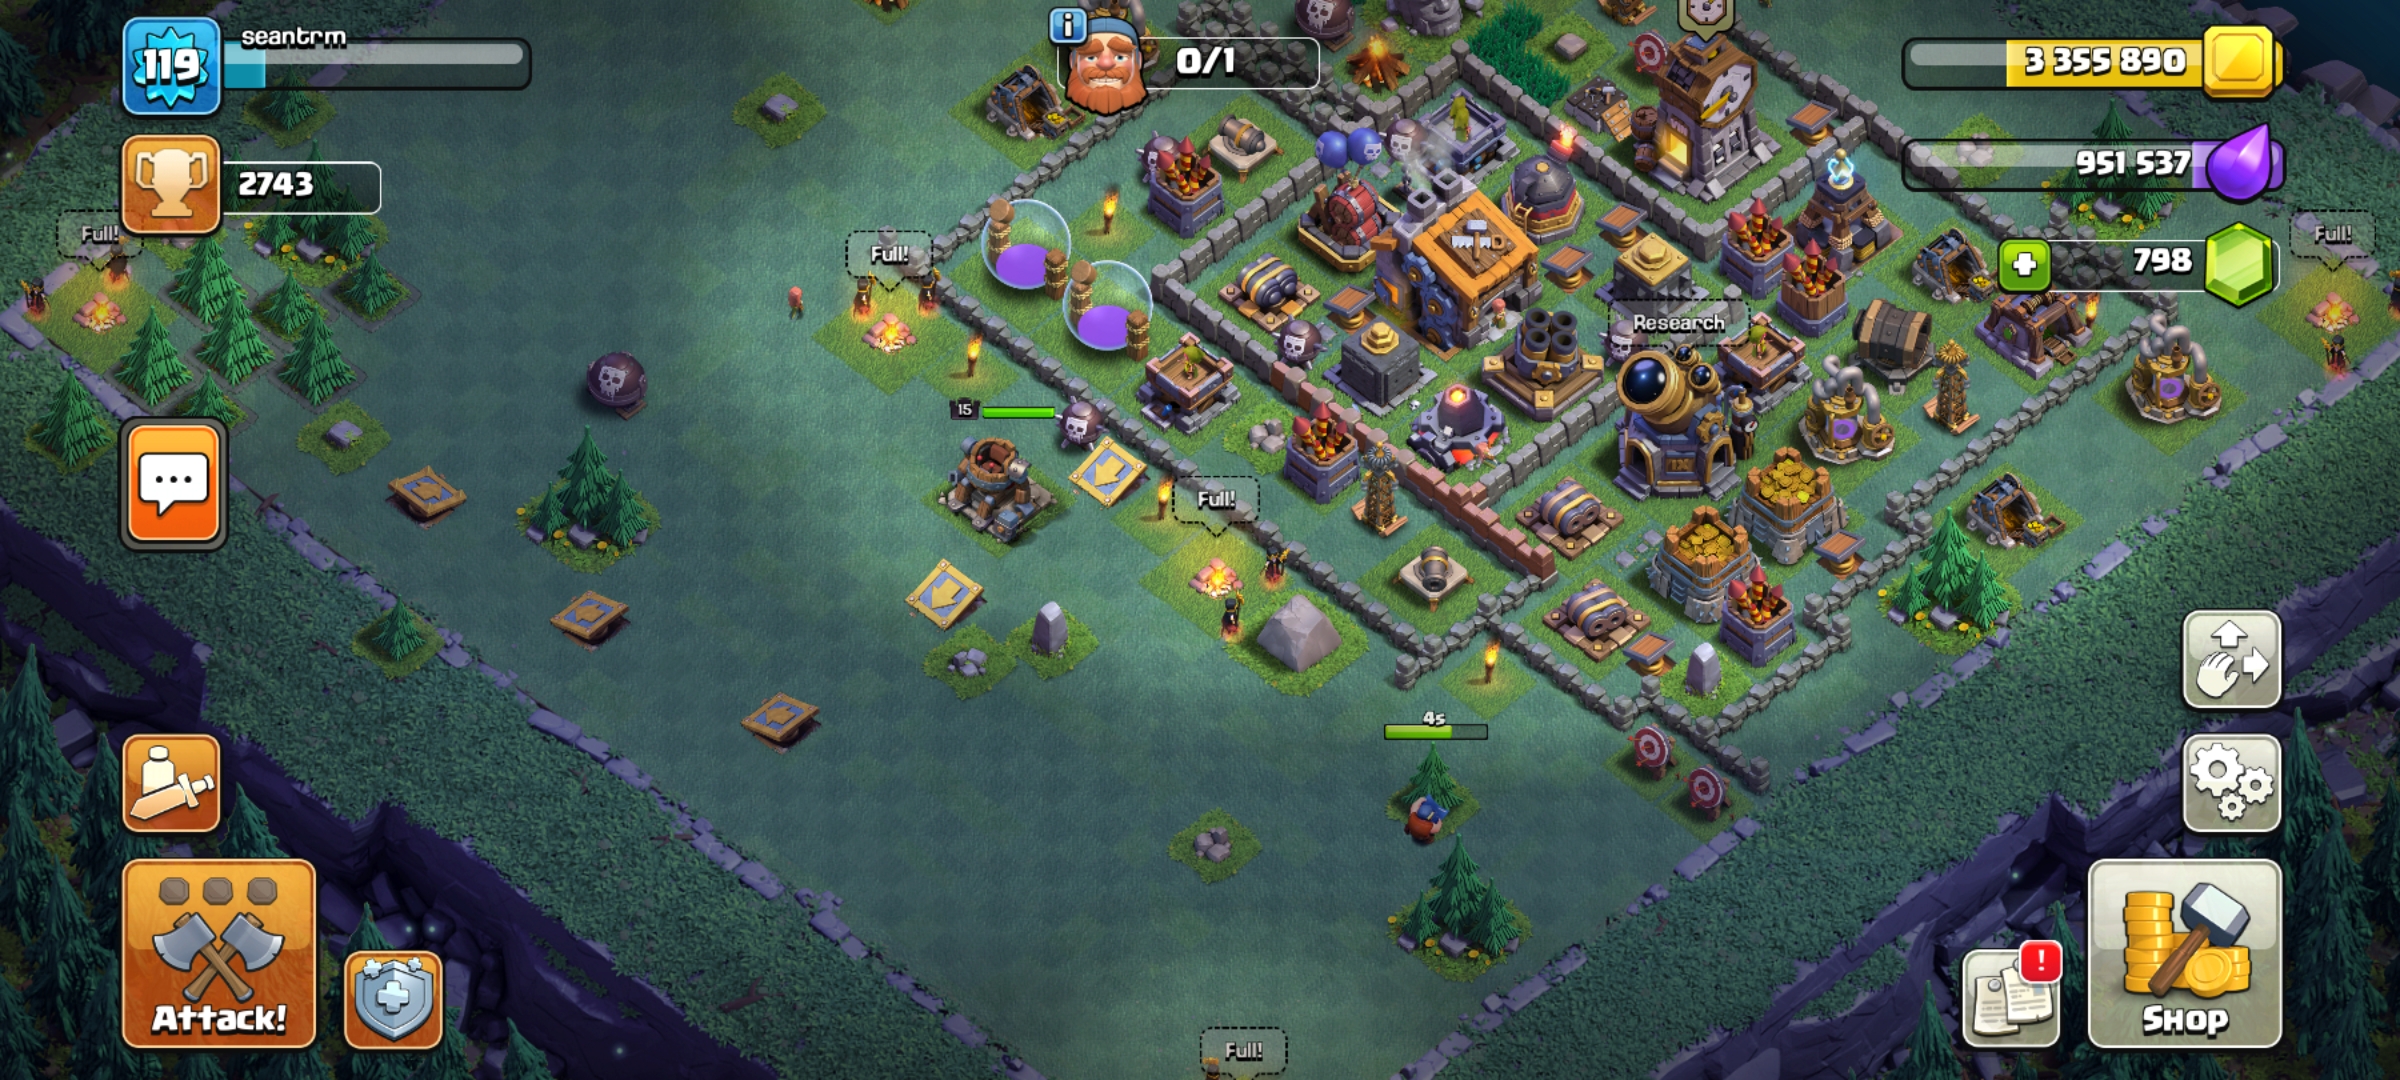 119
seantrm
i
0/1
3 355 890
2743
951 537
Full!
Full!
798
Full!
Research
15
Full!
IX
4s
Attack!
!
Shop
Full!